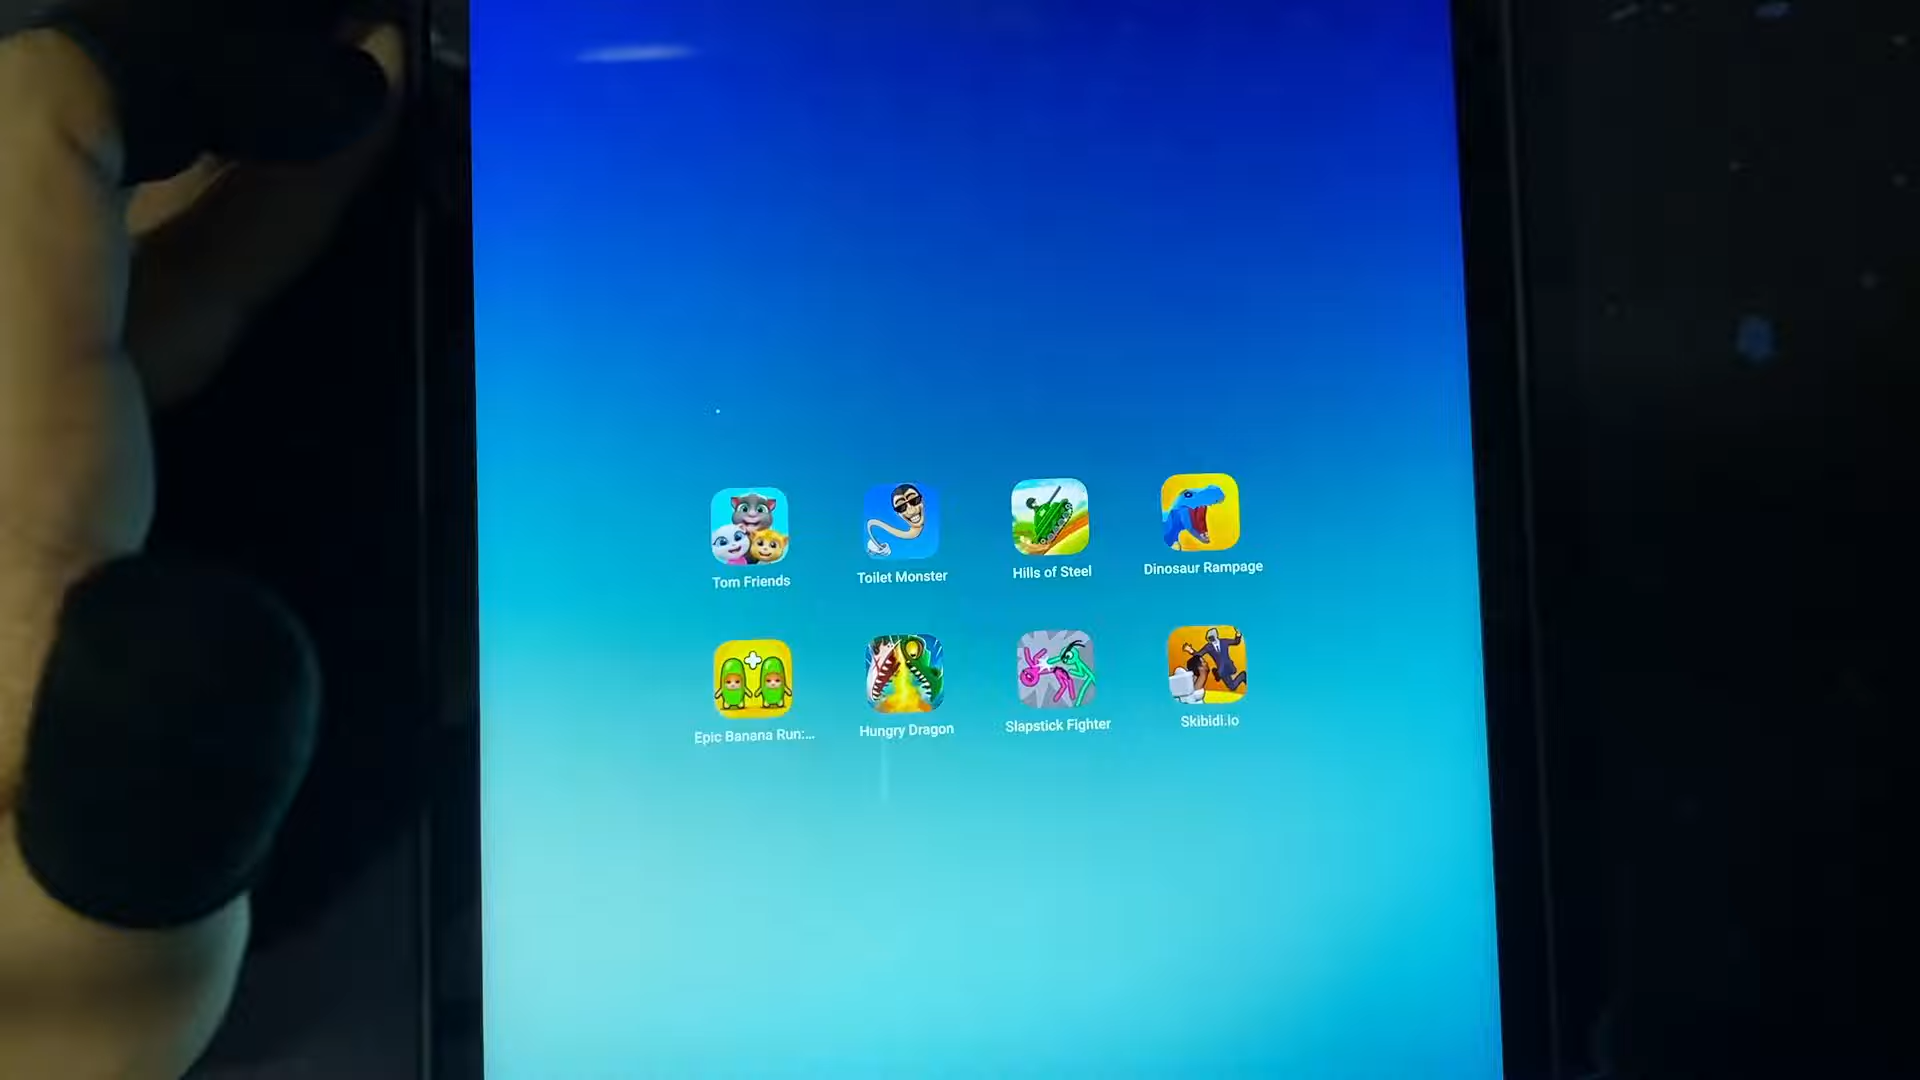 Tom Friends
Toilet Monster
Hills of Steel
Dinosaur Rampage
Epic Banana Run:...
Hungry Dragon
Slapstick Fighter
Skibidi.io